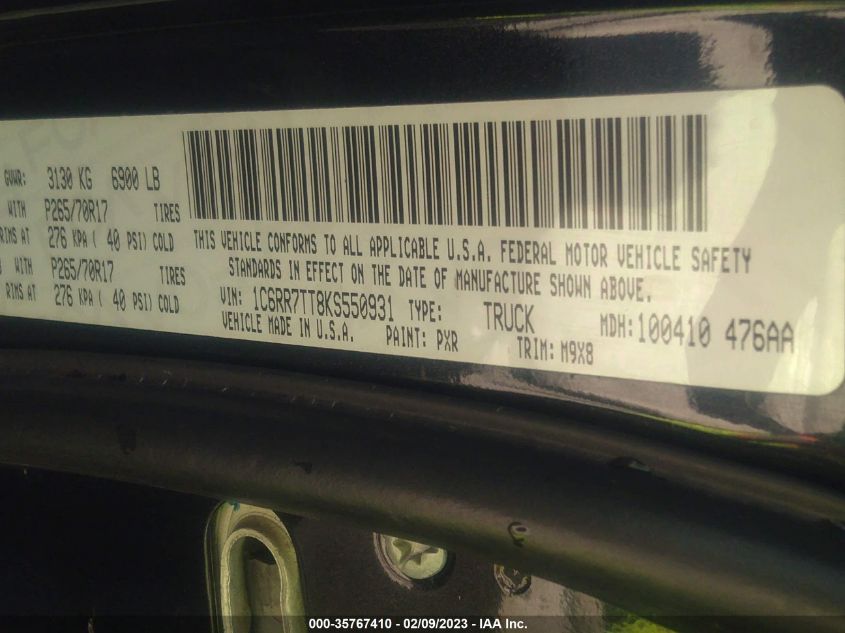 GVWR: 3130 KG 6900 LB
WITH P265/70R17 TIRES
RIMS AT 276 KPA ( 40 PSI) COLD
WITH P265/70R17 TIRES
RIMS AT 276 KPA ( 40 PSI) COLD
THIS VEHICLE CONFORMS TO ALL APPLICABLE U.S.A. FEDERAL MOTOR VEHICLE SAFETY
STANDARDS IN EFFECT ON THE DATE OF MANUFACTURE SHOWN ABOVE.
VIN: 1C6RR7TT8KS550931 TYPE: TRUCK MDH:100410 476AA
VEHICLE MADE IN U.S.A. PAINT: PXR TRIM: M9X8
000-35767410 - 02/09/2023 - IAA Inc.